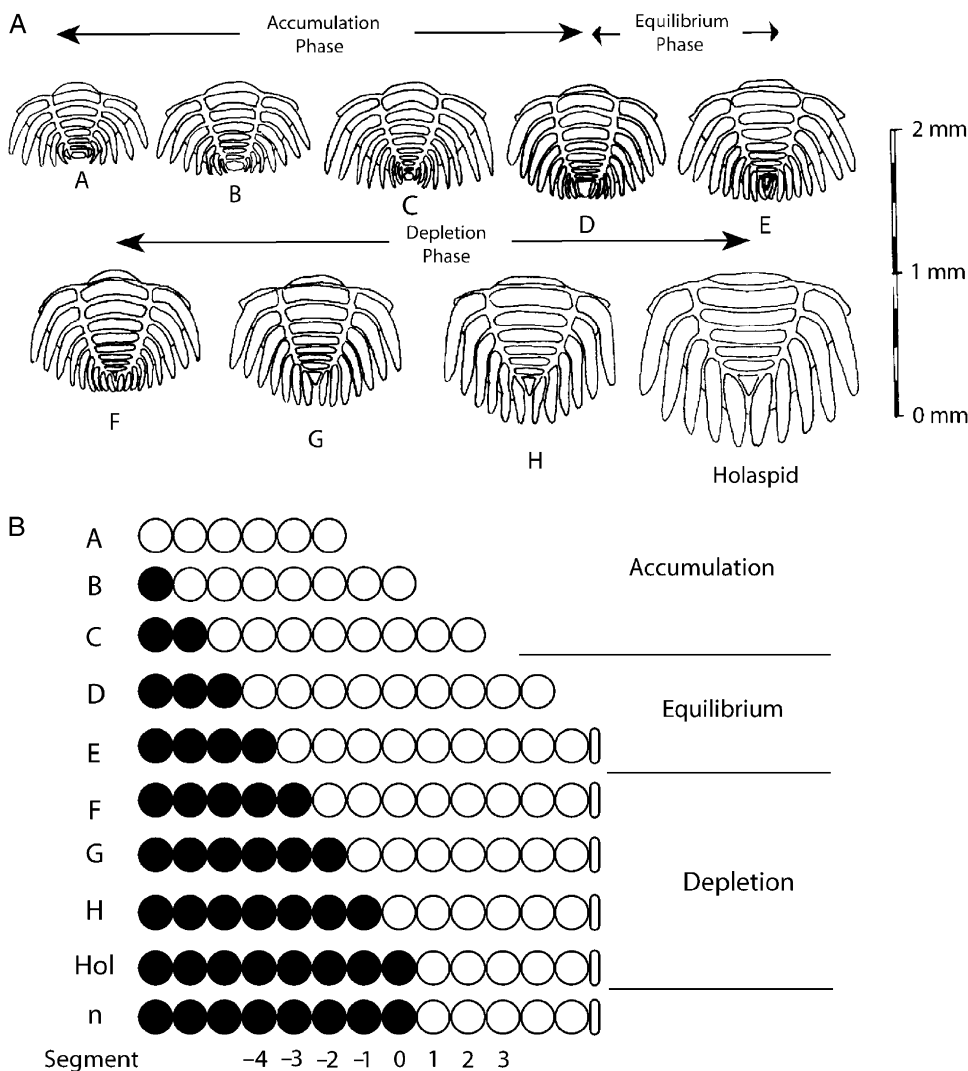 A
Accumulation
Phase
Equilibrium
Phase
A
B
C
D
E
2 mm
1 mm
0 mm
Depletion
Phase
F
G
H
Holaspid
B
A
Accumulation
B
C
D
Equilibrium
E
F
G
Depletion
H
Hol
n
Segment –4 –3 –2 –1 0 1 2 3